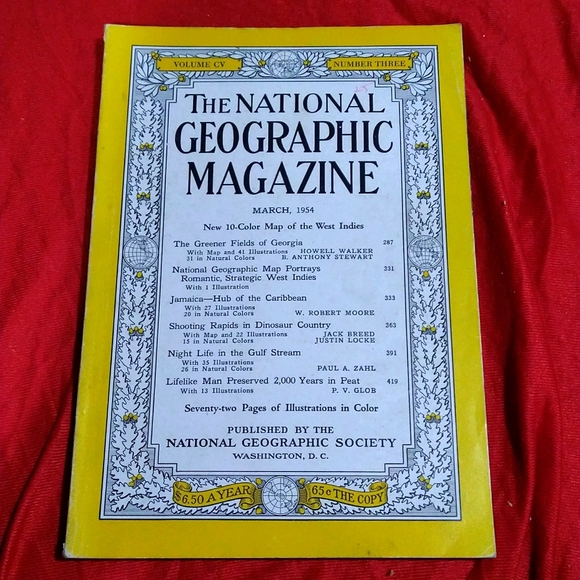 VOLUME CV NUMBER THREE
THE NATIONAL
GEOGRAPHIC
MAGAZINE
MARCH, 1954
New 10-Color Map of the West Indies
The Greener Fields of Georgia 287
With Map and 41 Illustrations HOWELL WALKER
31 in Natural Colors B. ANTHONY STEWART
National Geographic Map Portrays 331
Romantic, Strategic West Indies
With 1 Illustration
Jamaica—Hub of the Caribbean 333
With 27 Illustrations
20 in Natural Colors W. ROBERT MOORE
Shooting Rapids in Dinosaur Country 363
With Map and 22 Illustrations JACK BREED
15 in Natural Colors JUSTIN LOCKE
Night Life in the Gulf Stream 391
With 35 Illustrations
26 in Natural Colors PAUL A. ZAHL
Lifelike Man Preserved 2,000 Years in Peat 419
With 13 Illustrations P. V. GLOB
Seventy-two Pages of Illustrations in Color
PUBLISHED BY THE
NATIONAL GEOGRAPHIC SOCIETY
WASHINGTON, D. C.
$6.50 A YEAR 65c THE COPY